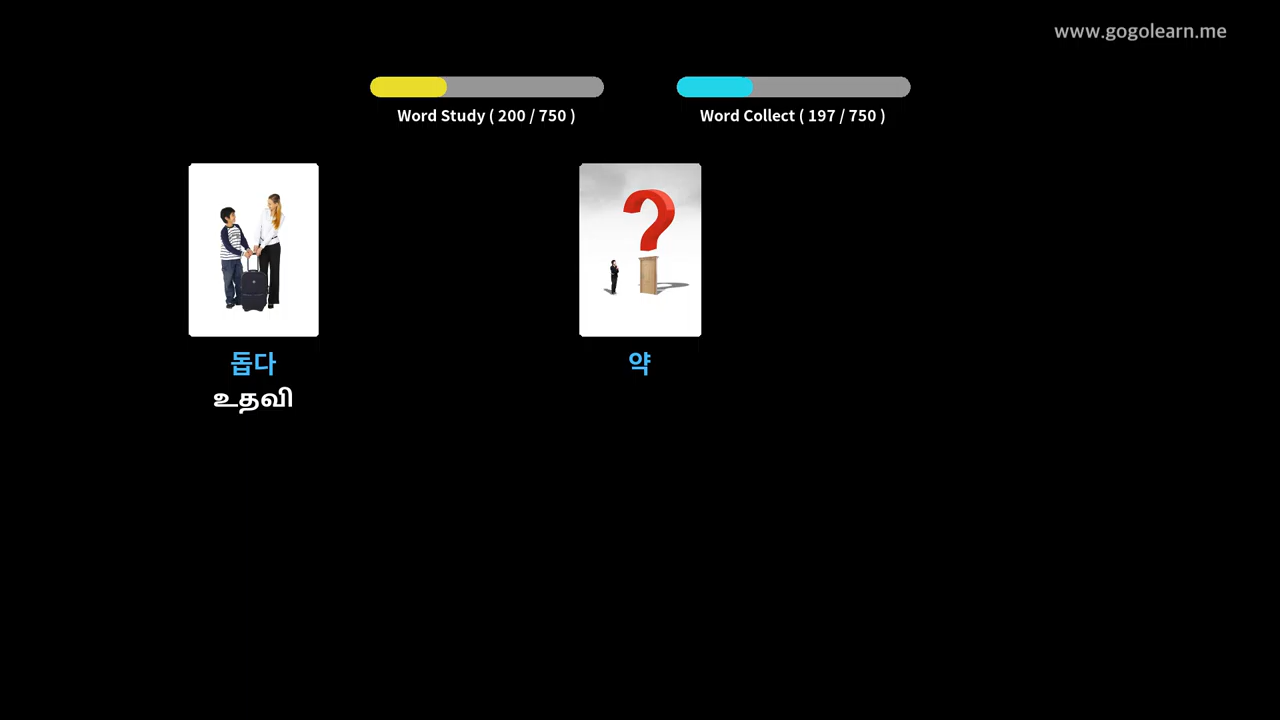 www.gogolearn.me
Word Study ( 200 / 750 )
Word Collect ( 197 / 750 )
?
돕다
உதவி
약